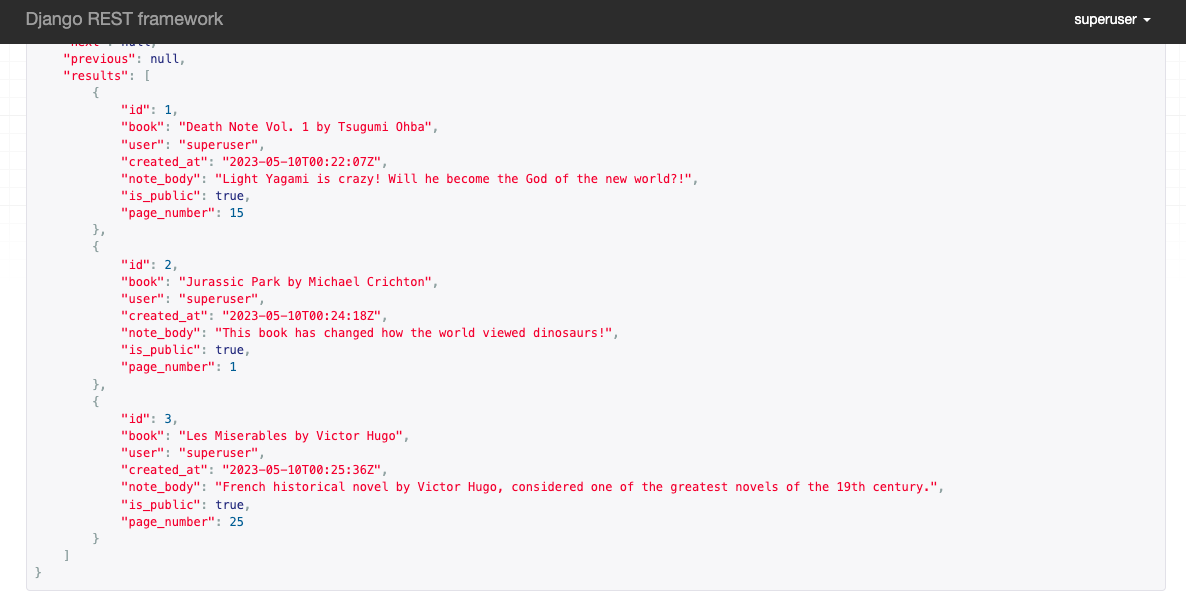 Django REST framework
superuser
"next": null,
"previous": null,
"results": [
{
"id": 1,
"book": "Death Note Vol. 1 by Tsugumi Ohba",
"user": "superuser",
"created_at": "2023-05-10T00:22:07Z",
"note_body": "Light Yagami is crazy! Will he become the God of the new world?!",
"is_public": true,
"page_number": 15
},
{
"id": 2,
"book": "Jurassic Park by Michael Crichton",
"user": "superuser",
"created_at": "2023-05-10T00:24:18Z",
"note_body": "This book has changed how the world viewed dinosaurs!",
"is_public": true,
"page_number": 1
},
{
"id": 3,
"book": "Les Miserables by Victor Hugo",
"user": "superuser",
"created_at": "2023-05-10T00:25:36Z",
"note_body": "French historical novel by Victor Hugo, considered one of the greatest novels of the 19th century.",
"is_public": true,
"page_number": 25
}
]
}